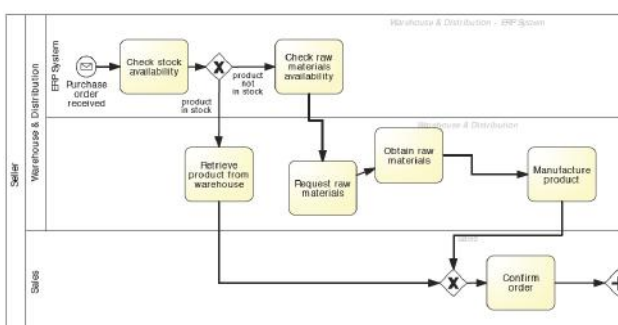 Warehouse & Distribution - ERP System
Seller
Warehouse & Distribution
ERP System
Purchase
order
received
Check stock
availability
X
product
not
in stock
product
in stock
Check raw
materials
availability
Warehouse & Distribution
Retrieve
product from
warehouse
Request raw
materials
Obtain raw
materials
Manufacture
product
Sales
Sales
X
Confirm
order